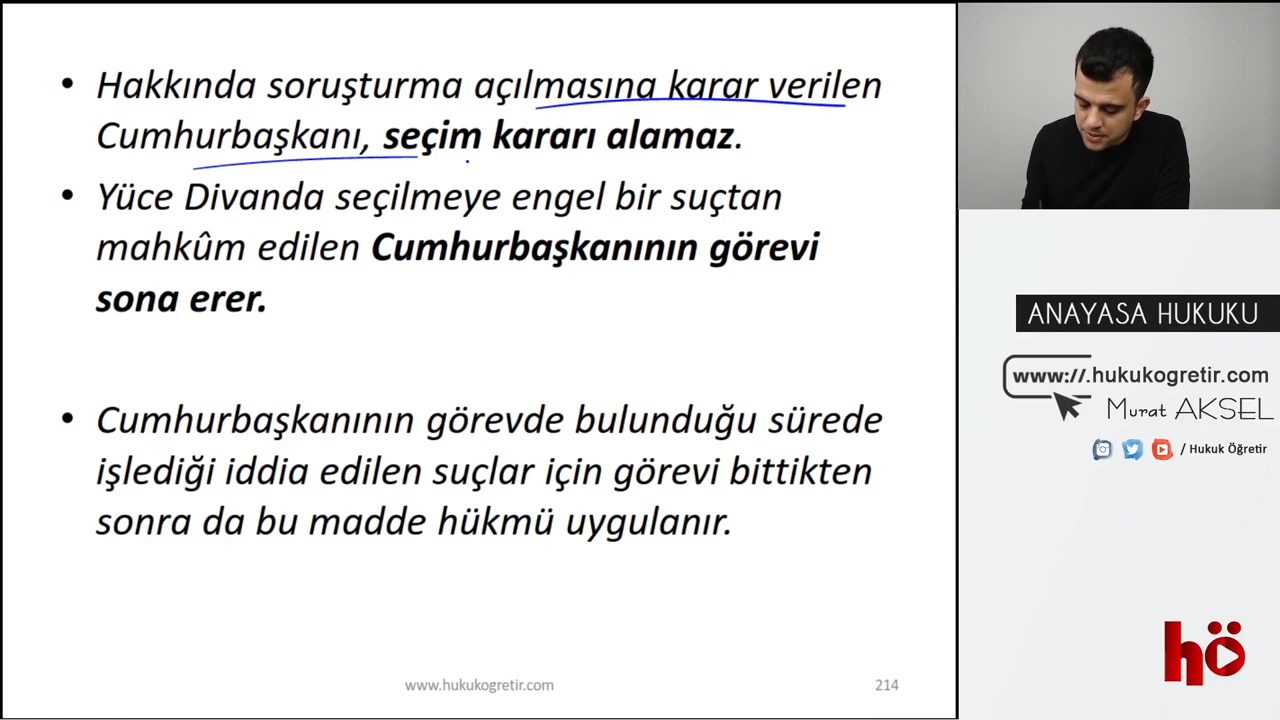 • Hakkında soruşturma açılmasına karar verilen
Cumhurbaşkanı, seçim kararı alamaz.
• Yüce Divanda seçilmeye engel bir suçtan
mahkûm edilen Cumhurbaşkanının görevi
sona erer.
• Cumhurbaşkanının görevde bulunduğu sürede
işlediği iddia edilen suçlar için görevi bittikten
sonra da bu madde hükmü uygulanır.
www.hukukogretir.com
214
ANAYASA HUKUKU
www://.hukukogretir.com
Murat AKSEL
/ Hukuk Öğretir
hö